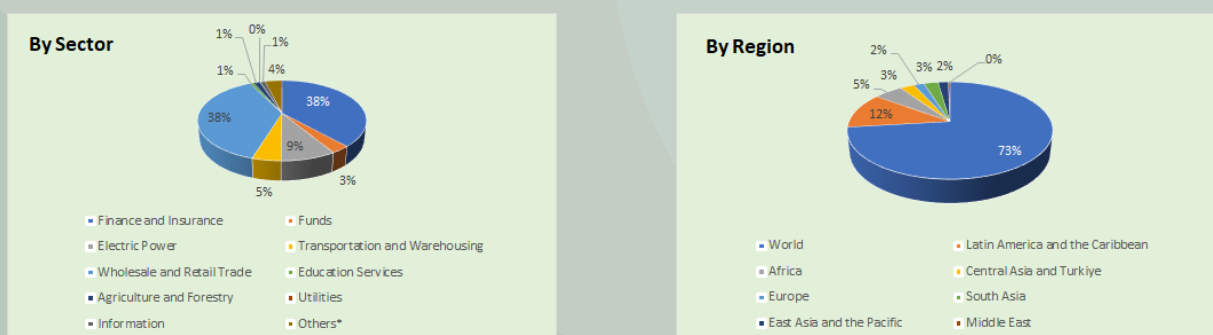 By Sector
1%
0%
1%
1%
4%
38%
38%
9%
3%
5%
Finance and Insurance
Funds
Electric Power
Transportation and Warehousing
Wholesale and Retail Trade
Education Services
Agriculture and Forestry
Utilities
Information
Others*
By Region
2%
3%
5%
3%
2%
0%
12%
73%
World
Latin America and the Caribbean
Africa
Central Asia and Turkiye
Europe
South Asia
East Asia and the Pacific
Middle East